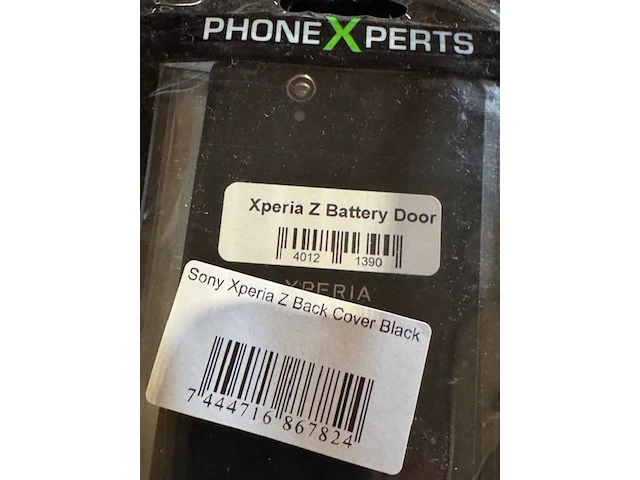 PHONEXPERTS
Xperia Z Battery Door
4012 1390
XPERIA
Sony Xperia Z Back Cover Black
7 444716 867824